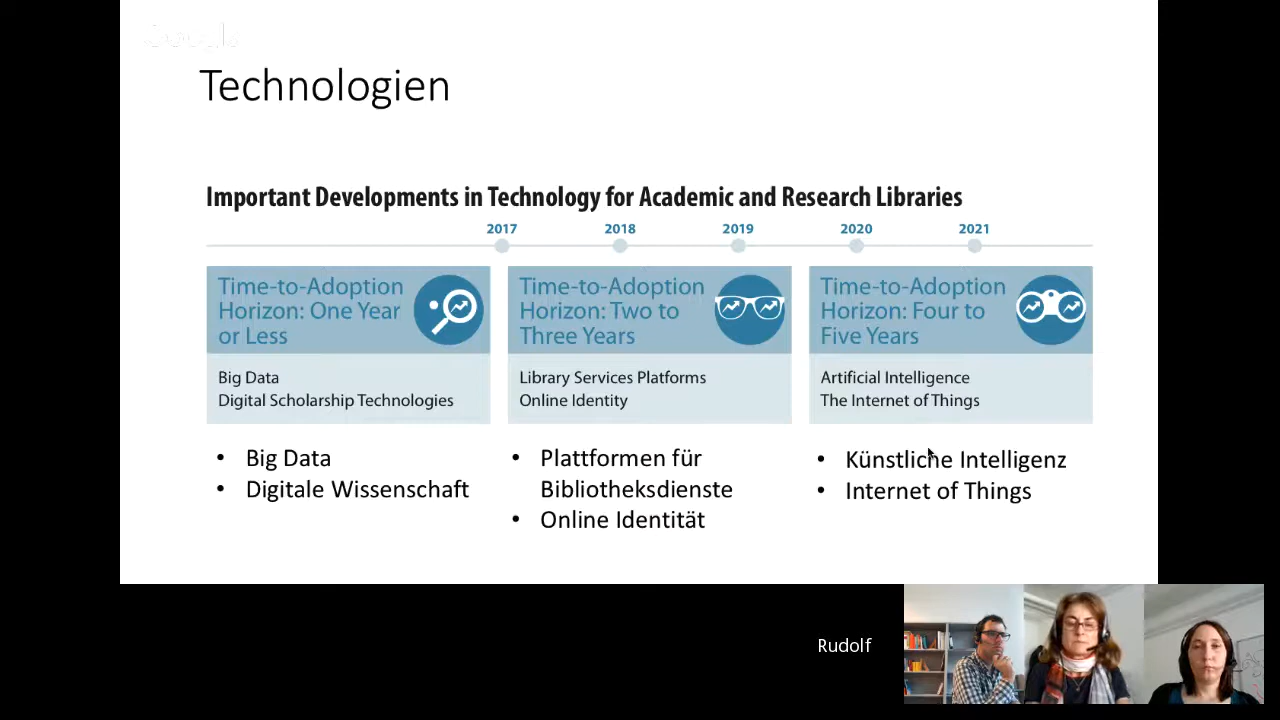 Technologien
Important Developments in Technology for Academic and Research Libraries
2017 2018 2019 2020 2021
Time-to-Adoption
Horizon: One Year
or Less
Big Data
Digital Scholarship Technologies
Time-to-Adoption
Horizon: Two to
Three Years
Library Services Platforms
Online Identity
Time-to-Adoption
Horizon: Four to
Five Years
Artificial Intelligence
The Internet of Things
• Big Data
• Digitale Wissenschaft
• Plattformen für
Bibliotheksdienste
• Online Identität
• Künstliche Intelligenz
• Internet of Things
Rudolf